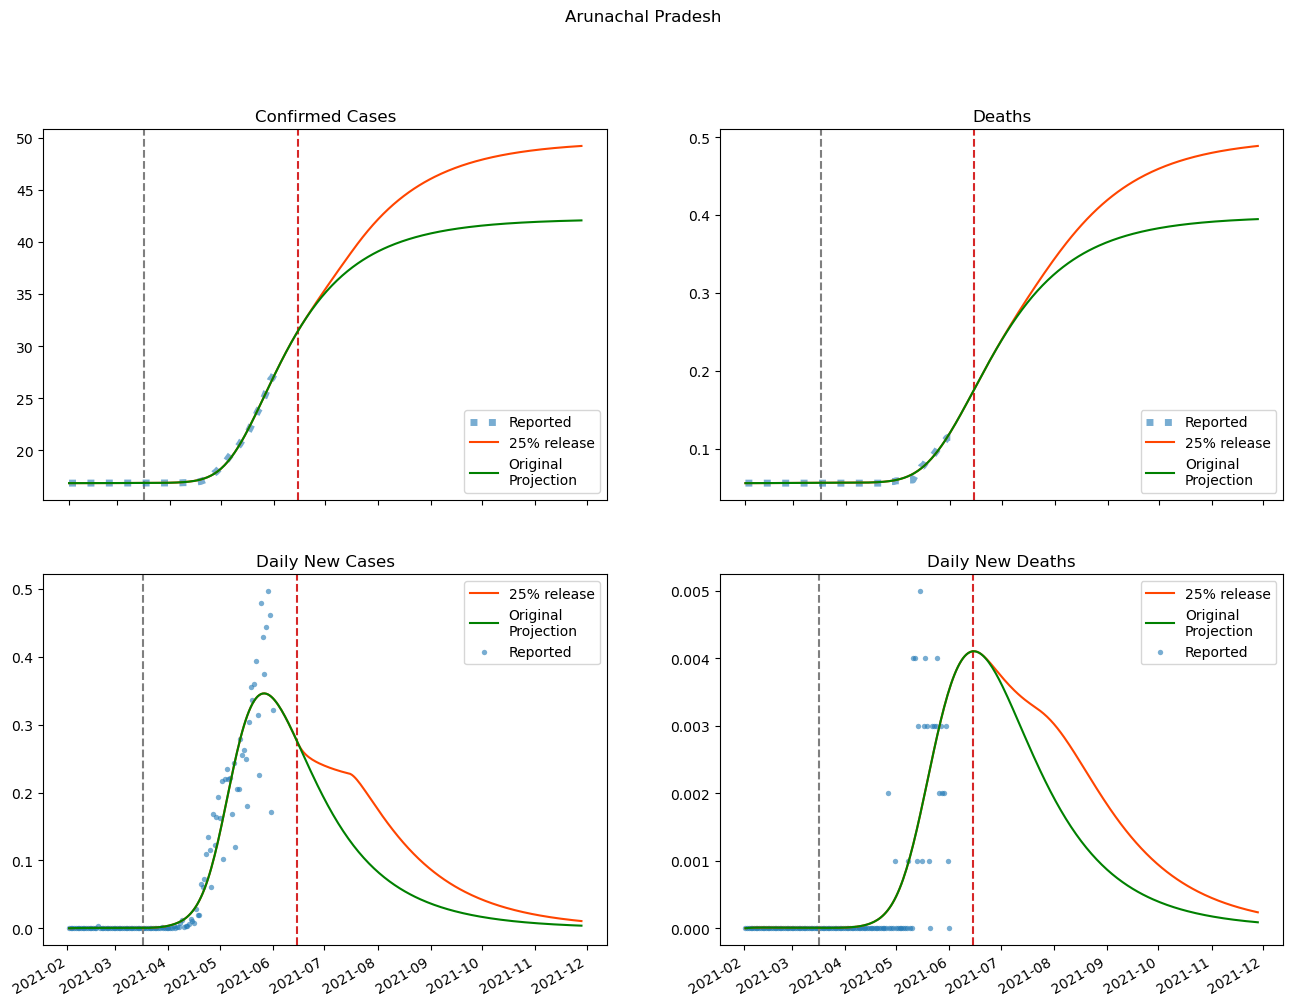 Arunachal Pradesh
Confirmed Cases
50
45
40
35
30
25
20
Reported
25% release
Original
Projection
Deaths
0.5
0.4
0.3
0.2
0.1
Reported
25% release
Original
Projection
Daily New Cases
0.5
0.4
0.3
0.2
0.1
0.0
25% release
Original
Projection
Reported
2021-02
2021-03
2021-04
2021-05
2021-06
2021-07
2021-08
2021-09
2021-10
2021-11
2021-12
Daily New Deaths
0.005
0.004
0.003
0.002
0.001
0.000
25% release
Original
Projection
Reported
2021-02
2021-03
2021-04
2021-05
2021-06
2021-07
2021-08
2021-09
2021-10
2021-11
2021-12